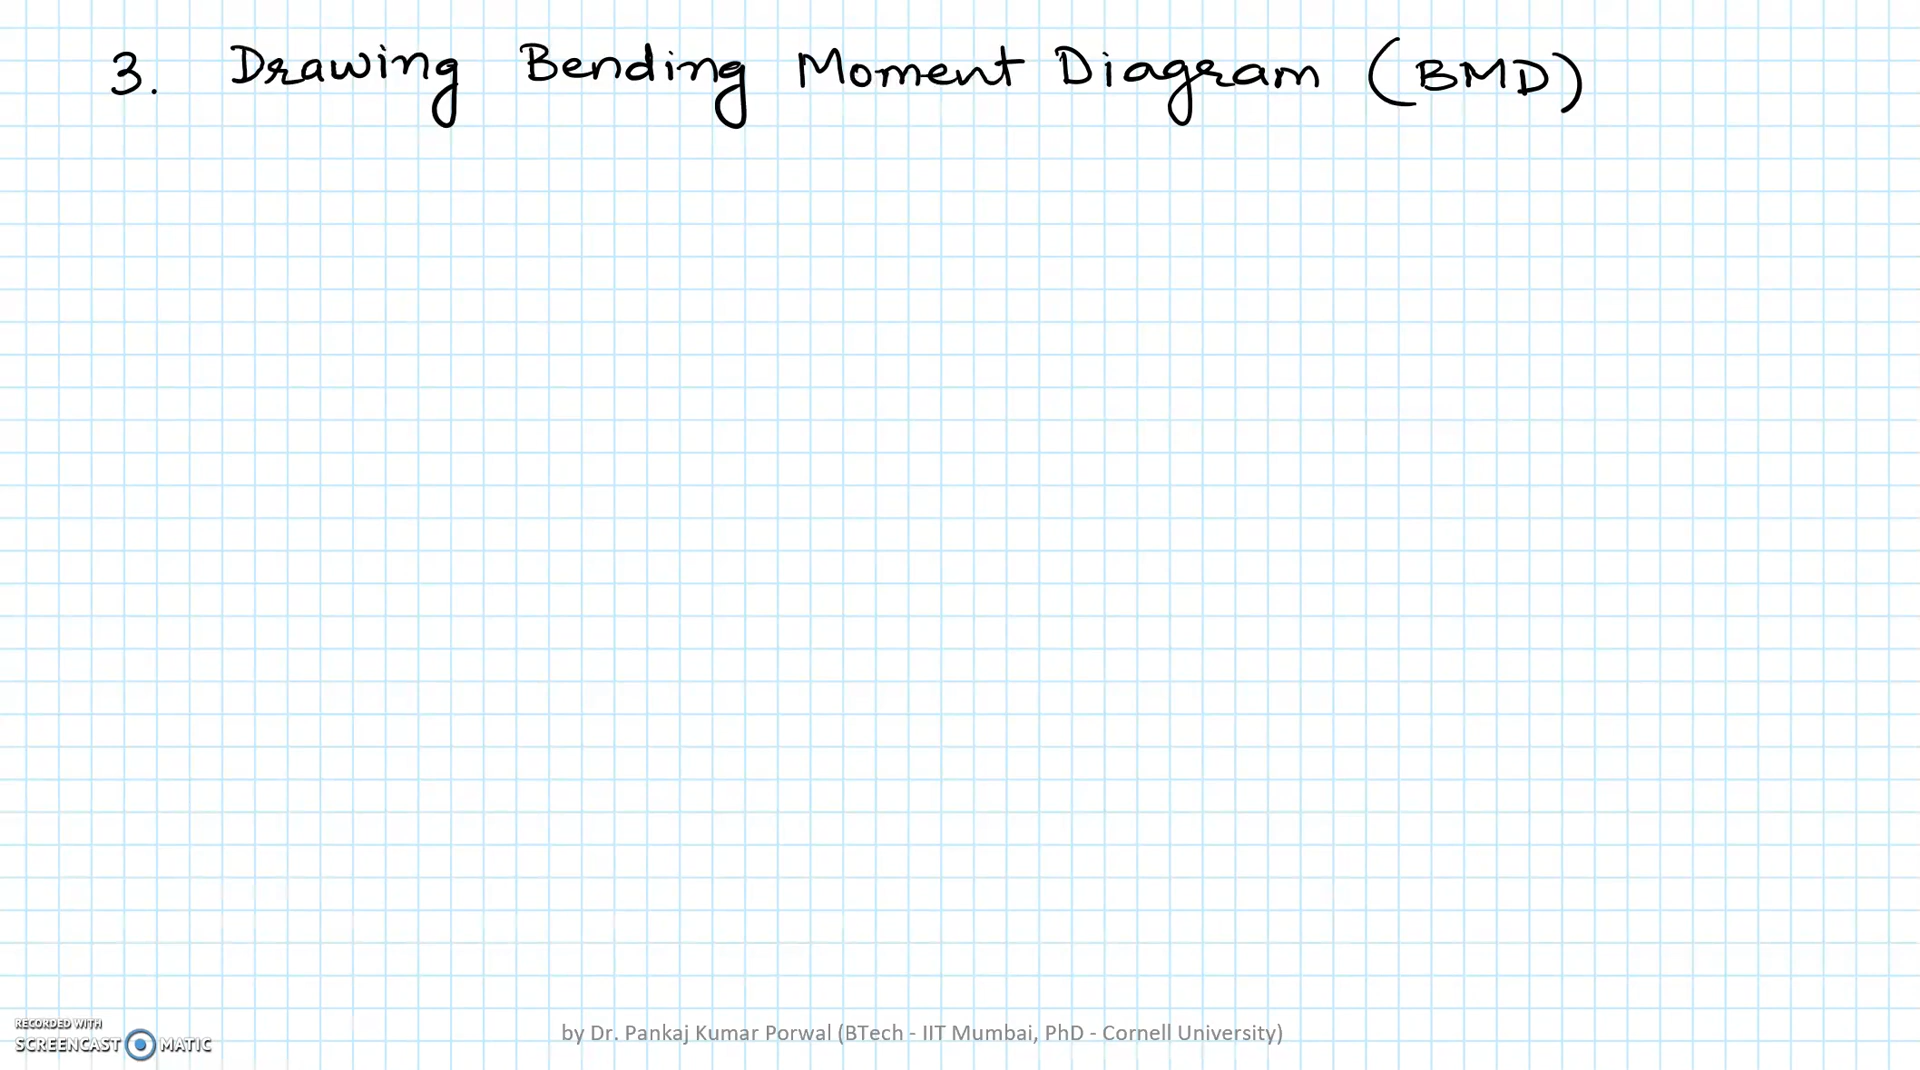 3. Drawing Bending Moment Diagram (BMD)
by Dr. Pankaj Kumar Porwal (BTech - IIT Mumbai, PhD - Cornell University)
RECORDED WITH
SCREENCAST MATIC